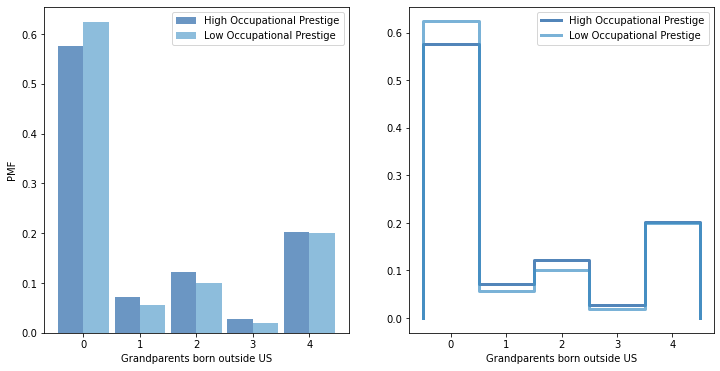 High Occupational Prestige
Low Occupational Prestige
0.6
0.5
0.4
0.3
0.2
0.1
0.0
PMF
0 1 2 3 4
Grandparents born outside US
High Occupational Prestige
Low Occupational Prestige
0.6
0.5
0.4
0.3
0.2
0.1
0.0
0 1 2 3 4
Grandparents born outside US